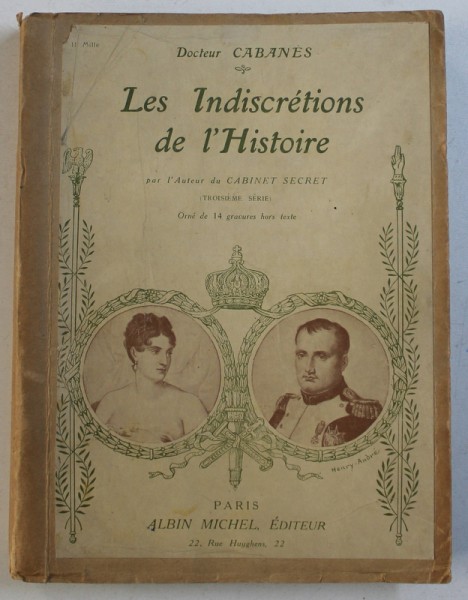 11e Mille
Docteur CABANÈS
Les Indiscrétions
de l'Histoire
par l'Auteur du CABINET SECRET
(TROISIÈME SÉRIE)
Orné de 14 gravures hors texte
Henry
PARIS
ALBIN MICHEL, ÉDITEUR
22, Rue Huyghens, 22